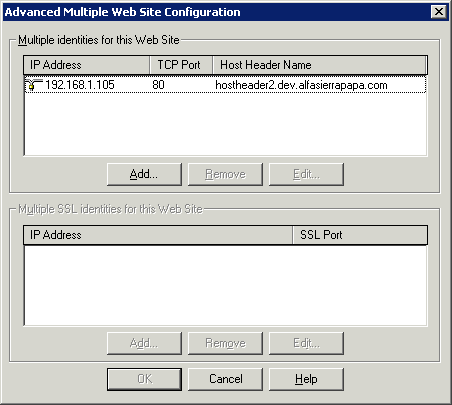 Advanced Multiple Web Site Configuration
Multiple identities for this Web Site
IP Address TCP Port Host Header Name
192.168.1.105 80 hostheader2.dev.alfasierrapapa.com
Add... Remove Edit...
Multiple SSL identities for this Web Site
IP Address SSL Port
Add... Remove Edit...
OK Cancel Help